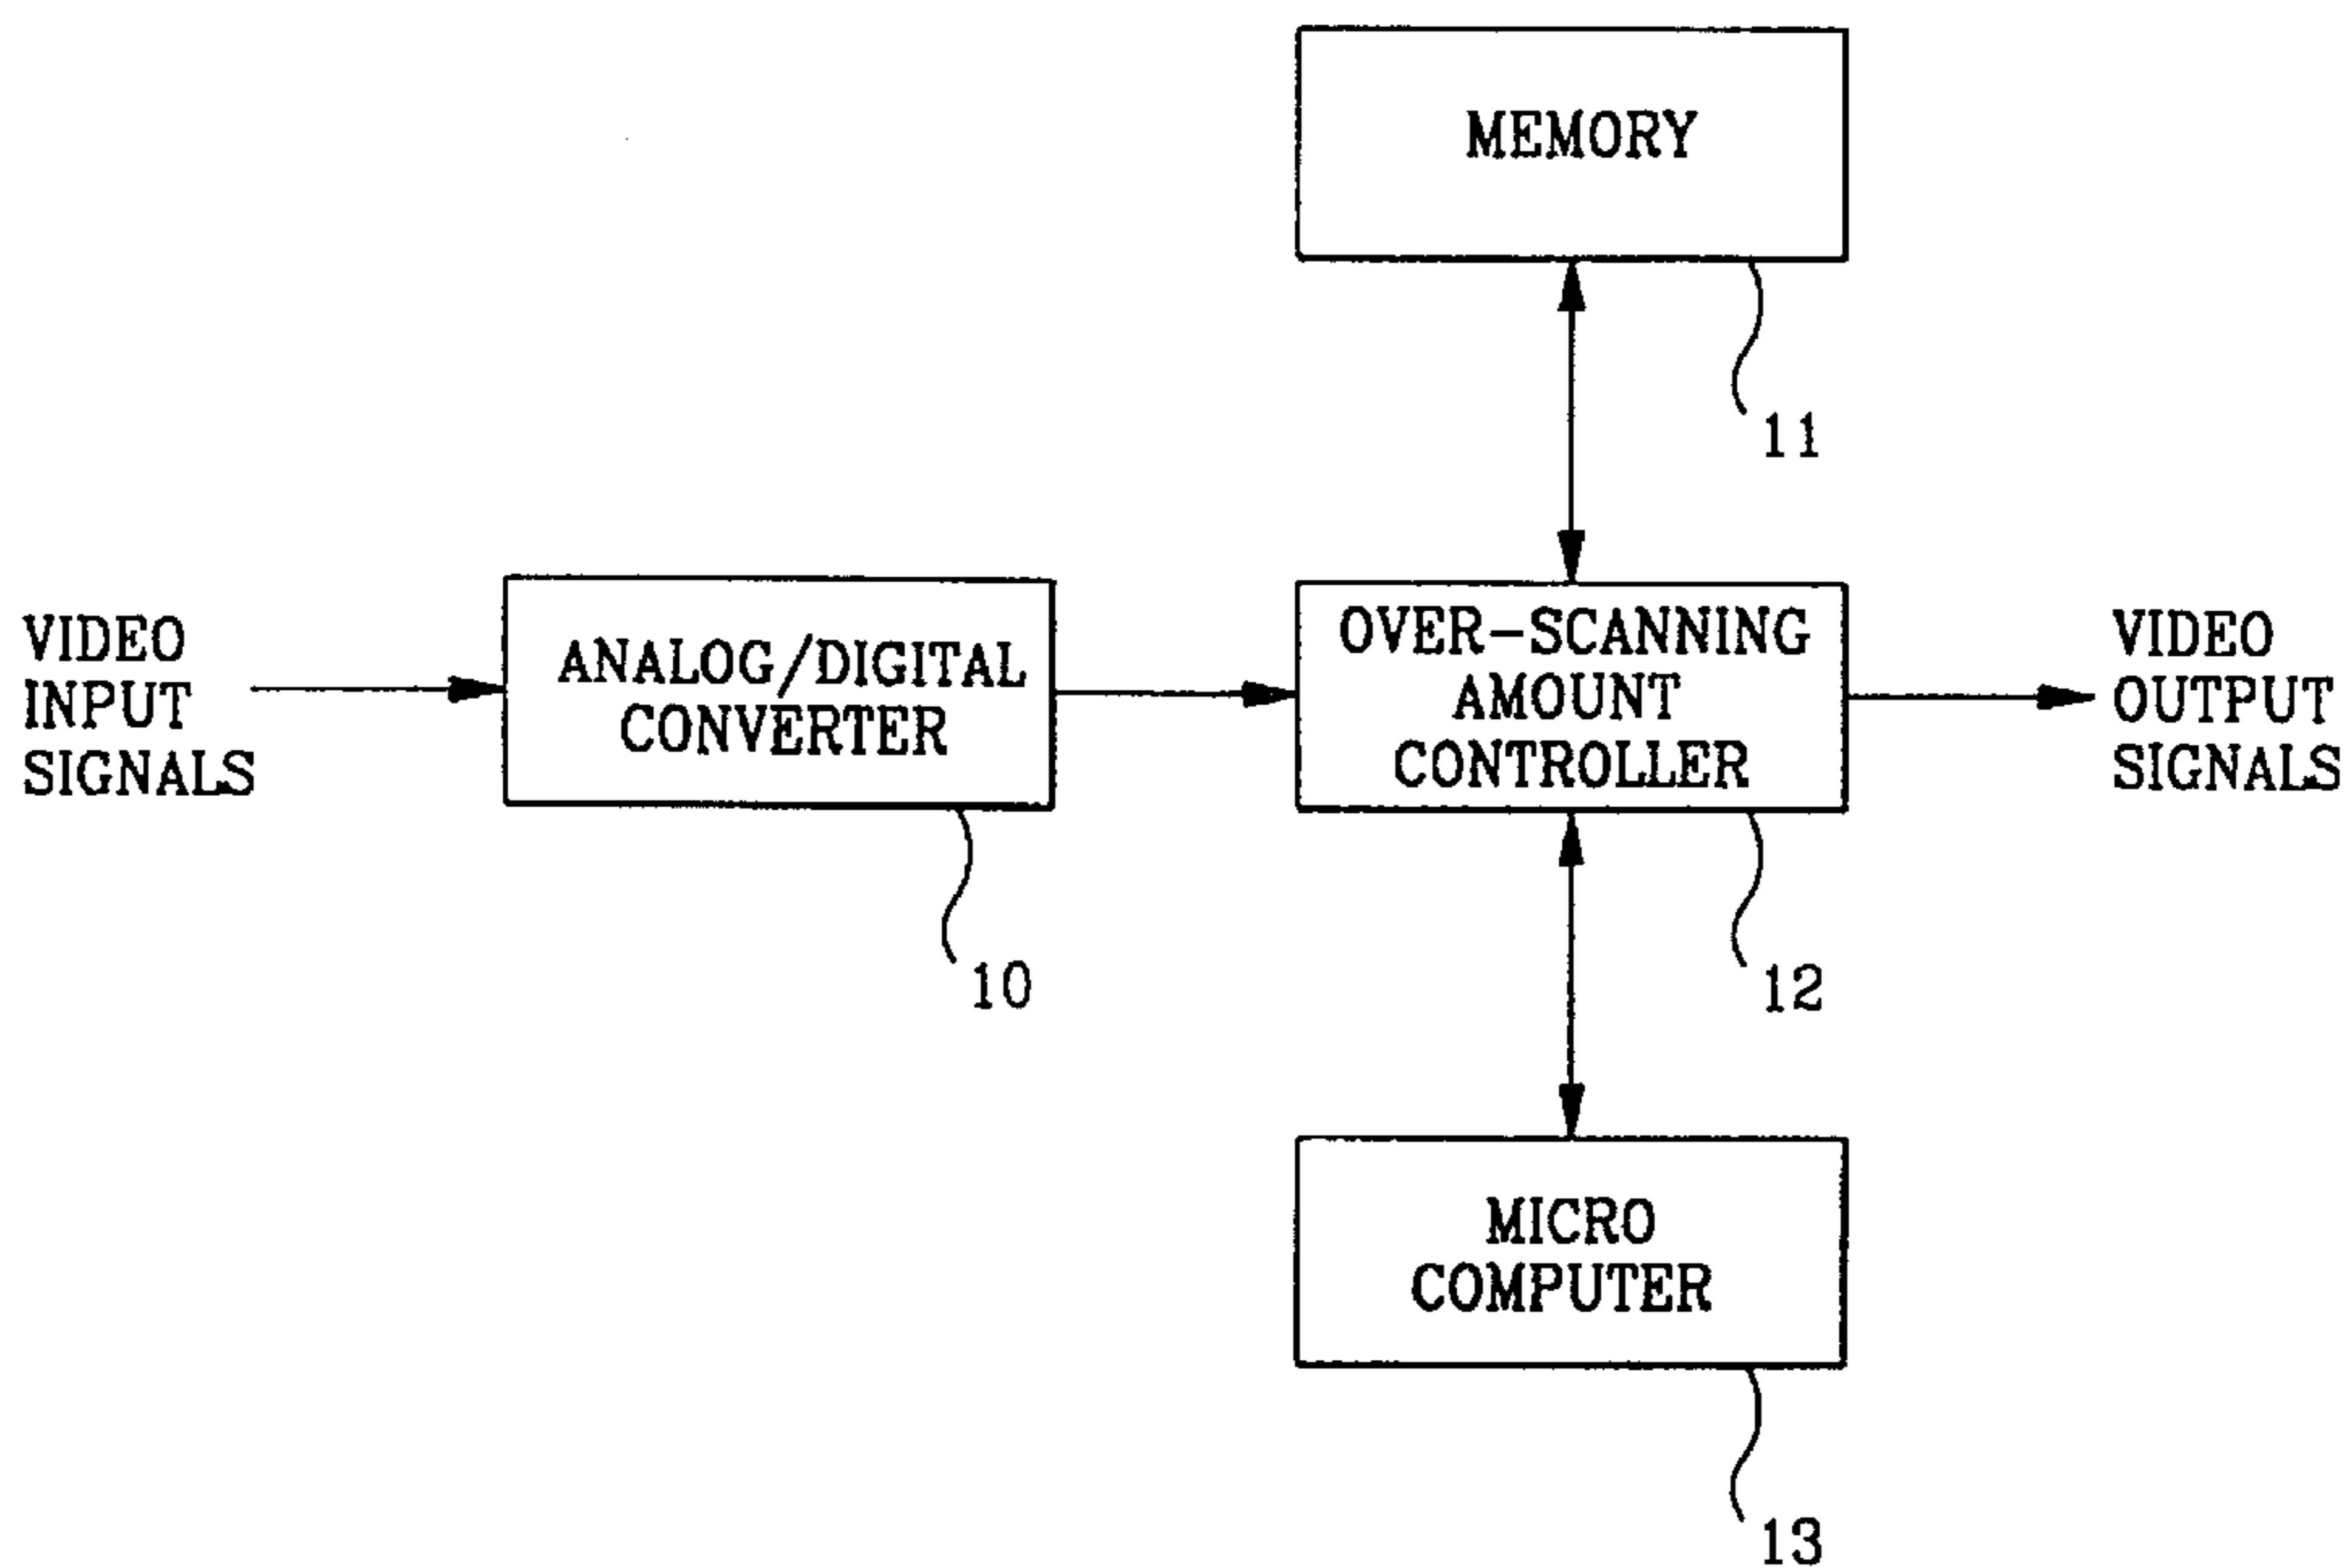 MEMORY
11
VIDEO
INPUT
SIGNALS
ANALOG/DIGITAL
CONVERTER
10
OVER-SCANNING
AMOUNT
CONTROLLER
12
VIDEO
OUTPUT
SIGNALS
MICRO
COMPUTER
13